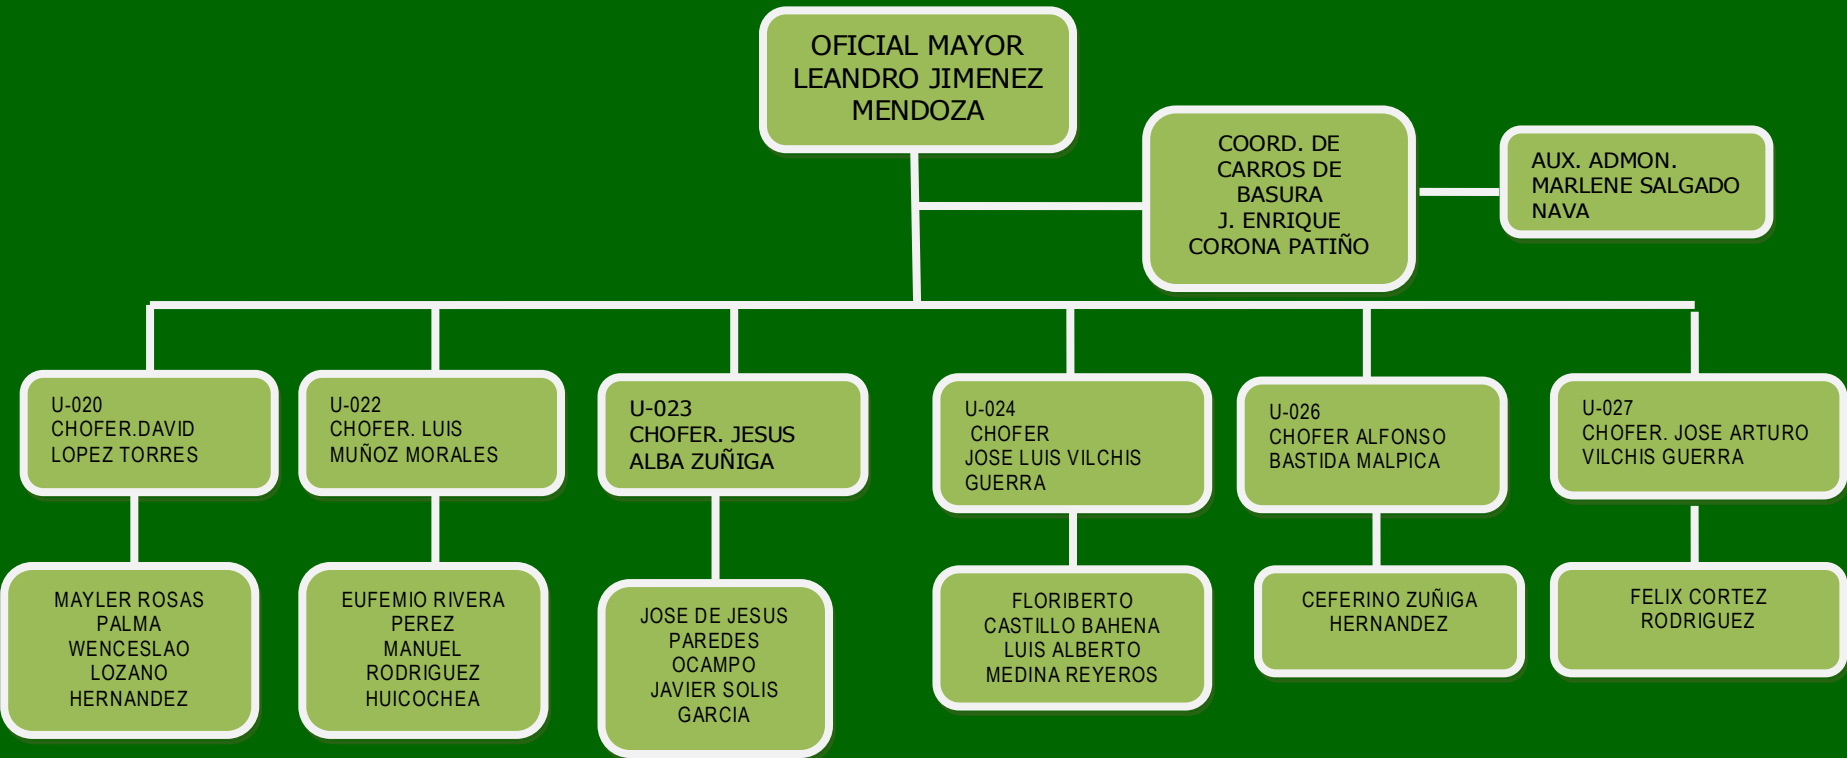 OFICIAL MAYOR
LEANDRO JIMENEZ
MENDOZA
COORD. DE
CARROS DE
BASURA
J. ENRIQUE
CORONA PATIÑO
AUX. ADMON.
MARLENE SALGADO
NAVA
U-020
CHOFER.DAVID
LOPEZ TORRES
U-022
CHOFER. LUIS
MUÑOZ MORALES
U-023
CHOFER. JESUS
ALBA ZUÑIGA
U-024
CHOFER
JOSE LUIS VILCHIS
GUERRA
U-026
CHOFER ALFONSO
BASTIDA MALPICA
U-027
CHOFER. JOSE ARTURO
VILCHIS GUERRA
MAYLER ROSAS
PALMA
WENCESLAO
LOZANO
HERNANDEZ
EUFEMIO RIVERA
PEREZ
MANUEL
RODRIGUEZ
HUICOCHEA
JOSE DE JESUS
PAREDES
OCAMPO
JAVIER SOLIS
GARCIA
FLORIBERTO
CASTILLO BAHENA
LUIS ALBERTO
MEDINA REYEROS
CEFERINO ZUÑIGA
HERNANDEZ
FELIX CORTEZ
RODRIGUEZ